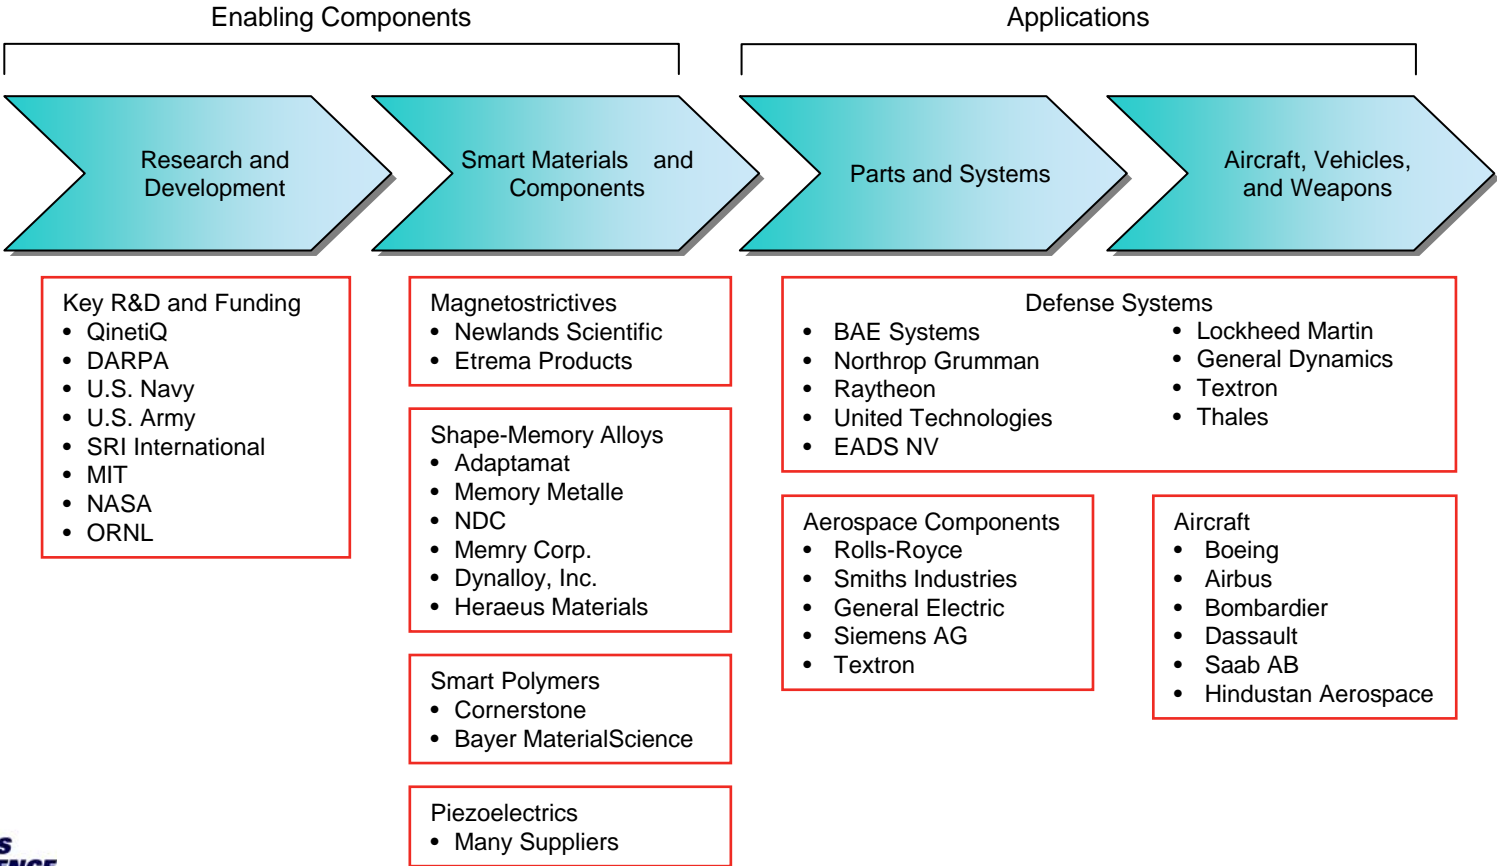 Enabling Components
Applications
Research and
Development
Smart Materials and
Components
Parts and Systems
Aircraft, Vehicles,
and Weapons
Key R&D and Funding
• QinetiQ
• DARPA
• U.S. Navy
• U.S. Army
• SRI International
• MIT
• NASA
• ORNL
Magnetostrictives
• Newlands Scientific
• Etrema Products
Shape-Memory Alloys
• Adaptamat
• Memory Metalle
• NDC
• Memry Corp.
• Dynalloy, Inc.
• Heraeus Materials
Smart Polymers
• Cornerstone
• Bayer MaterialScience
Piezoelectrics
• Many Suppliers
Defense Systems
• BAE Systems
• Northrop Grumman
• Raytheon
• United Technologies
• EADS NV
• Lockheed Martin
• General Dynamics
• Textron
• Thales
Aerospace Components
• Rolls-Royce
• Smiths Industries
• General Electric
• Siemens AG
• Textron
Aircraft
• Boeing
• Airbus
• Bombardier
• Dassault
• Saab AB
• Hindustan Aerospace